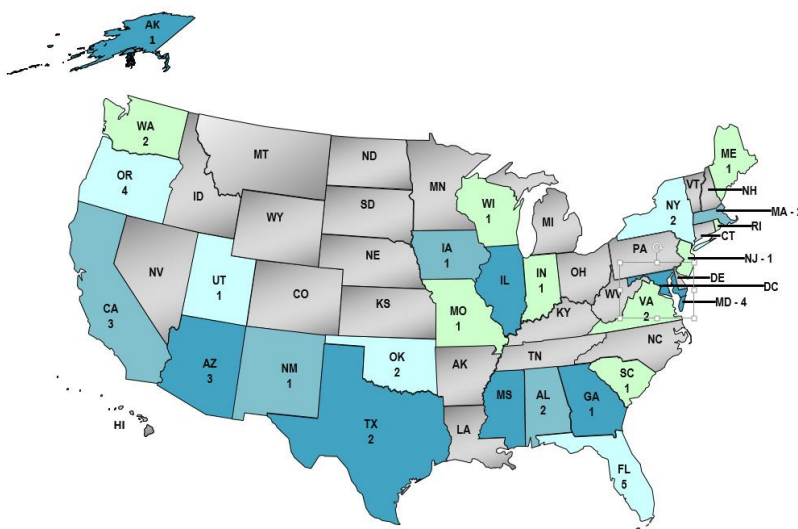 AK
1
WA
2
OR
4
CA
3
ID
NV
MT
WY
UT
1
AZ
3
CO
NM
1
ND
SD
NE
KS
OK
2
TX
2
MN
IA
1
MO
1
AK
LA
WI
1
IL
MS
MI
IN
1
OH
KY
TN
AL
2
GA
1
FL
5
SC
1
NC
VA
2
WV
PA
NY
2
VT
ME
1
NH
MA -
RI
CT
NJ - 1
DE
DC
MD - 4
HI